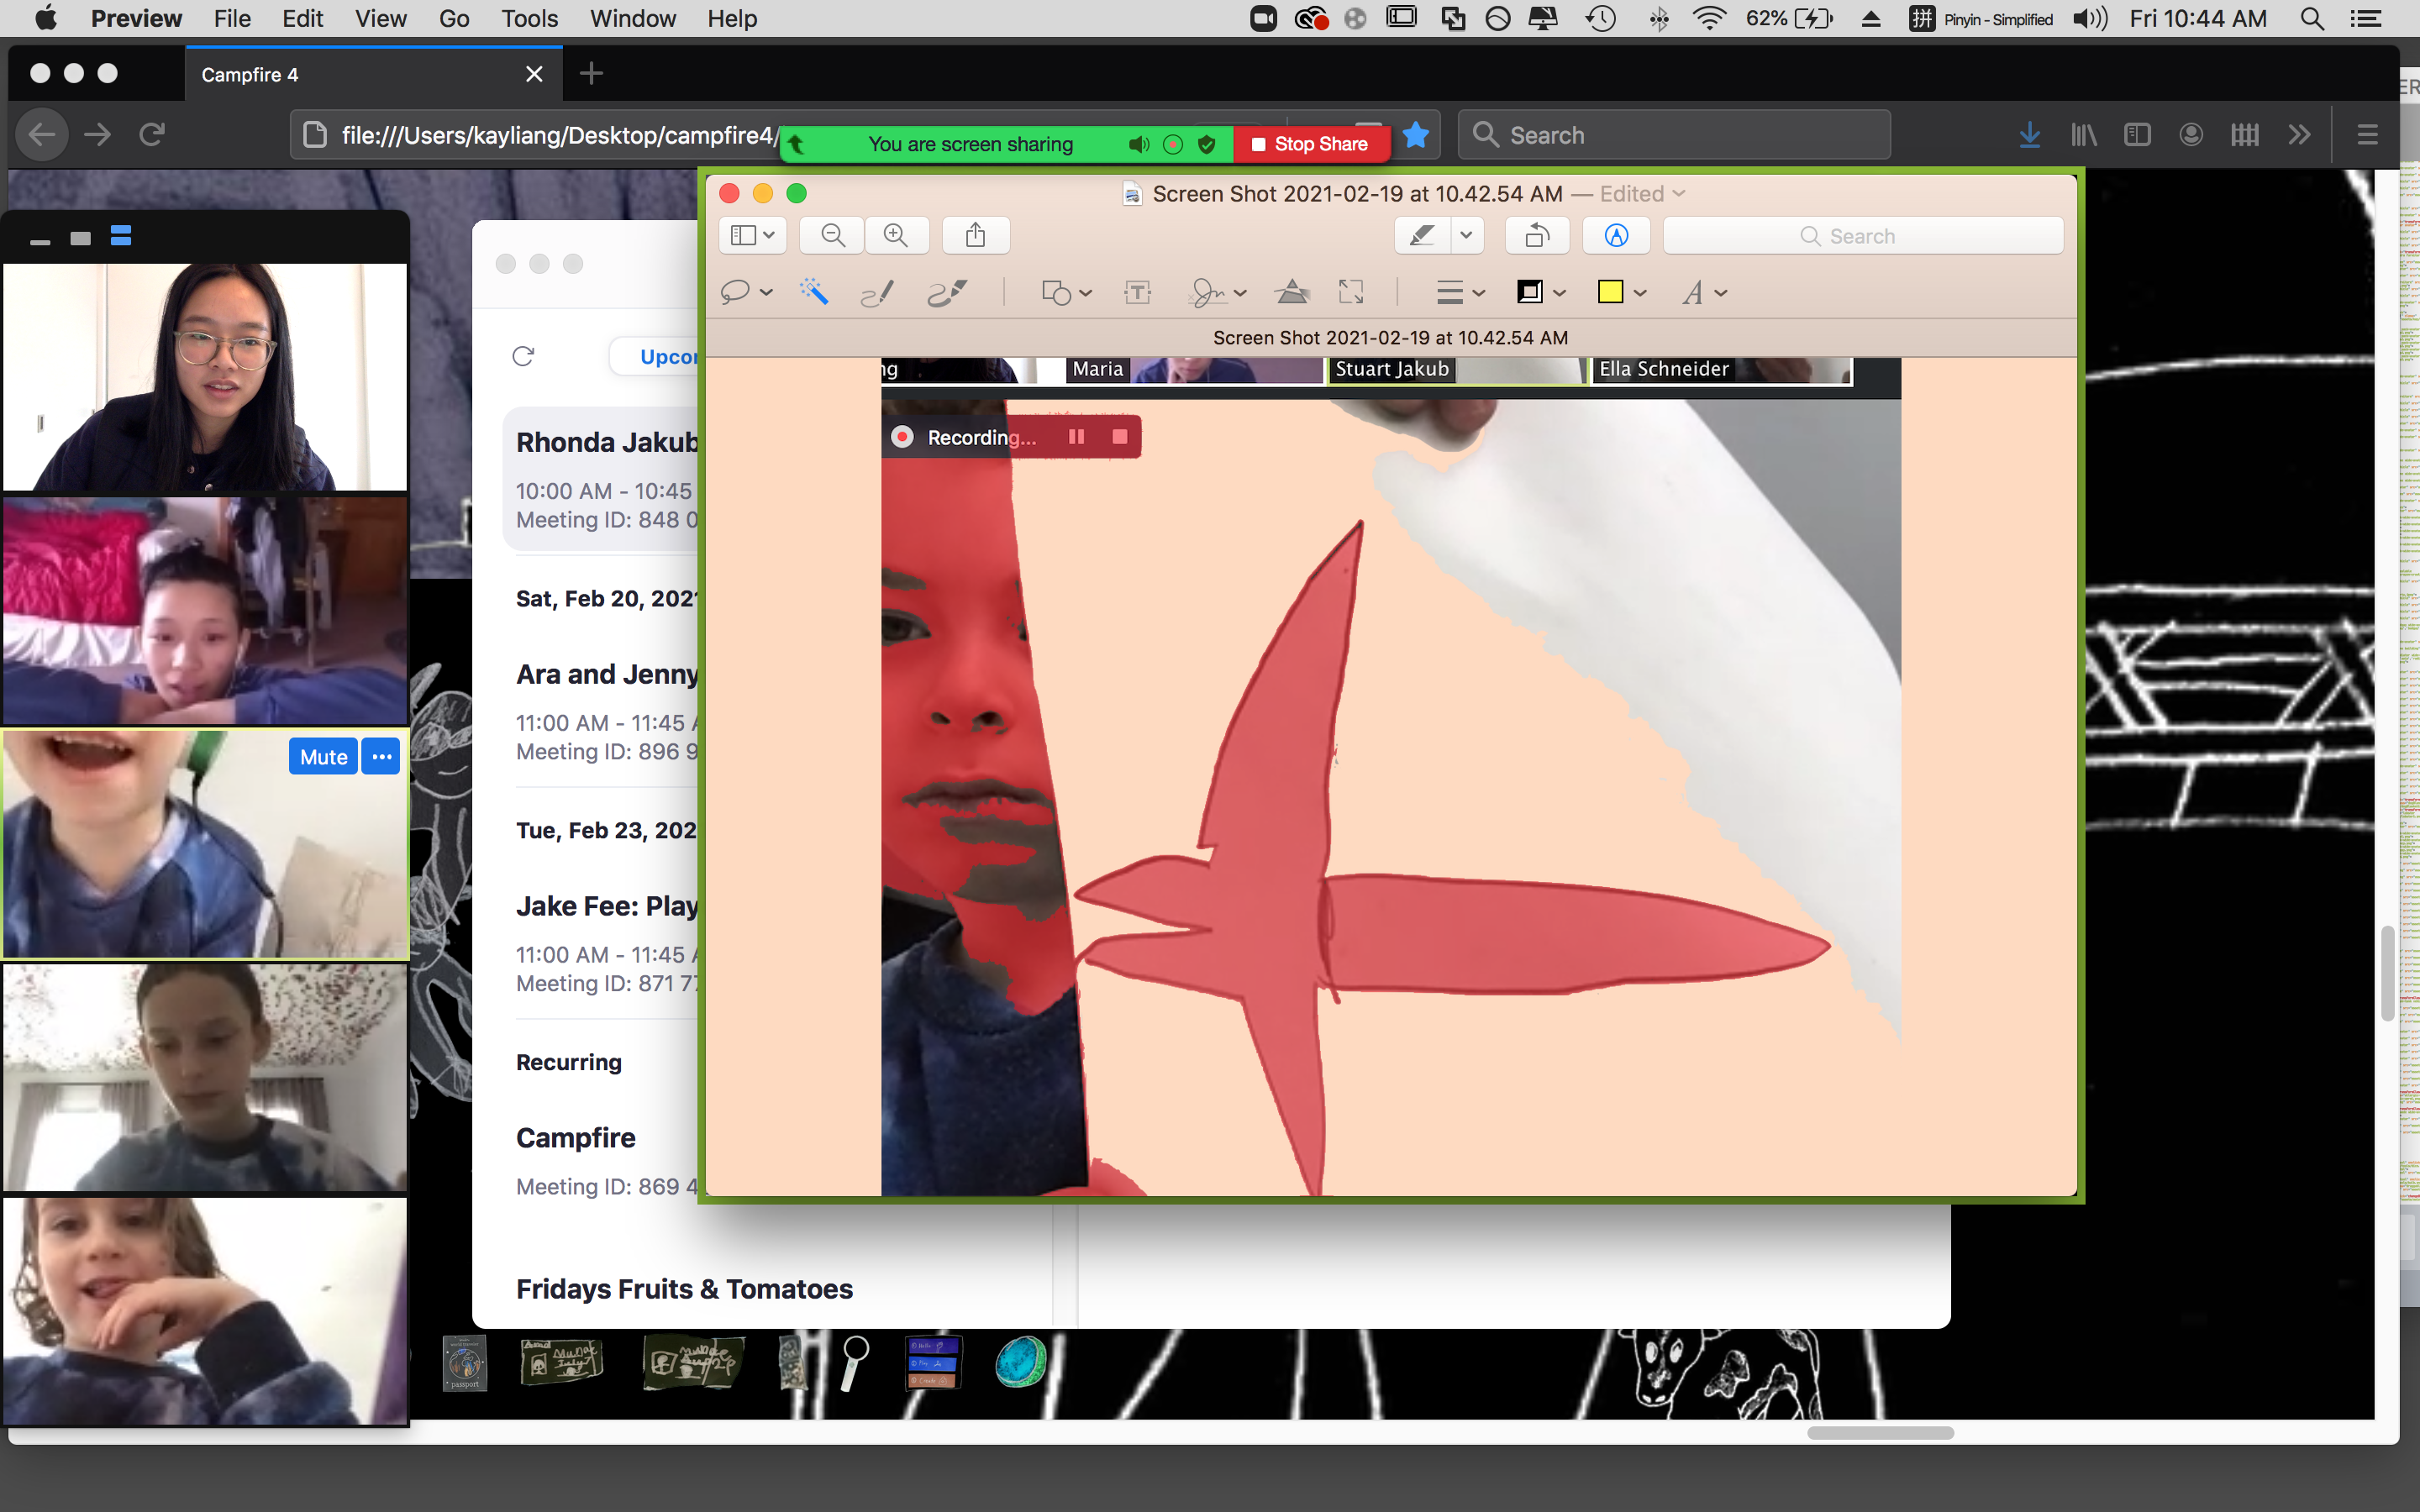 Preview File Edit View Go Tools Window Help
62% 拼 Pinyin - Simplified Fri 10:44 AM
Campfire 4
file:///Users/kayliang/Desktop/campfire4/
Search
You are screen sharing
Stop Share
Screen Shot 2021-02-19 at 10.42.54 AM — Edited
Search
Screen Shot 2021-02-19 at 10.42.54 AM
ng
Maria
Stuart Jakub
Ella Schneider
Recording...
Mute
Upcor
Rhonda Jakub
10:00 AM - 10:45
Meeting ID: 848 0
Sat, Feb 20, 2021
Ara and Jenny
11:00 AM - 11:45 A
Meeting ID: 896 9
Tue, Feb 23, 202
Jake Fee: Play
11:00 AM - 11:45 A
Meeting ID: 871 77
Recurring
Campfire
Meeting ID: 869 4
Fridays Fruits & Tomatoes
passport